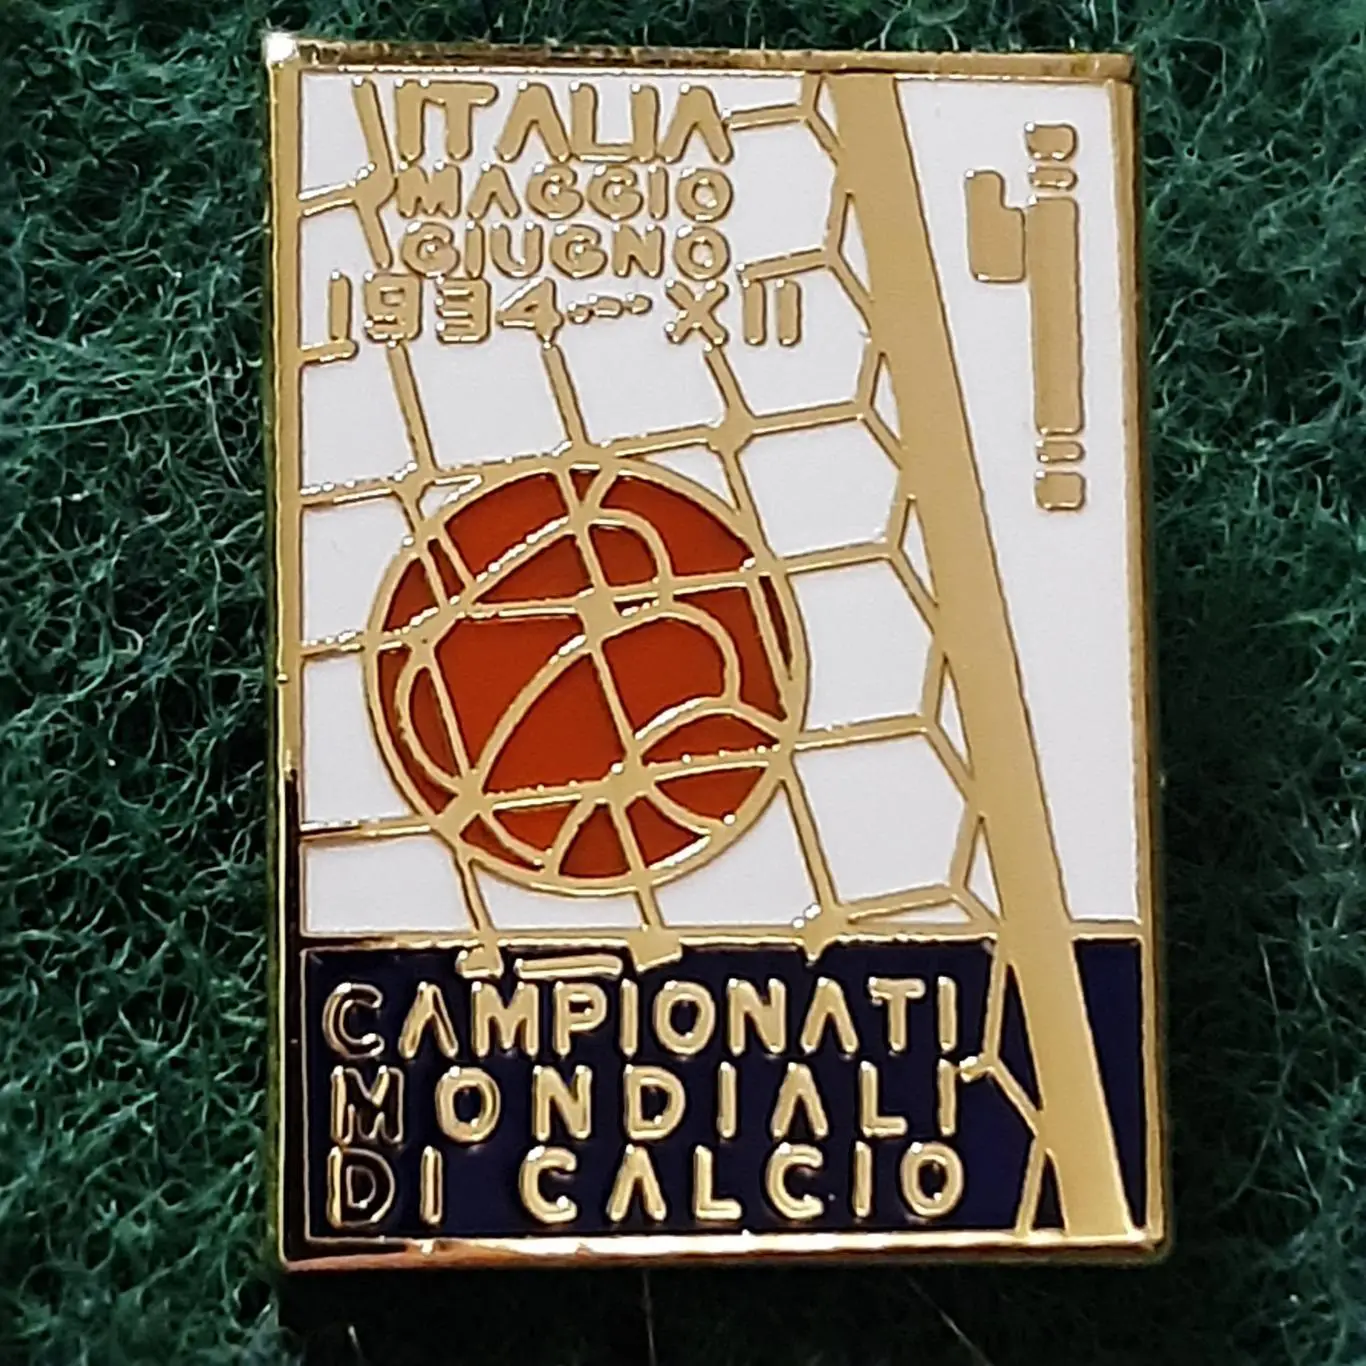 ITALIA
MAGGIO
GIUGNO
1934···XII
CAMPIONATI
MONDIALI
DI CALCIO